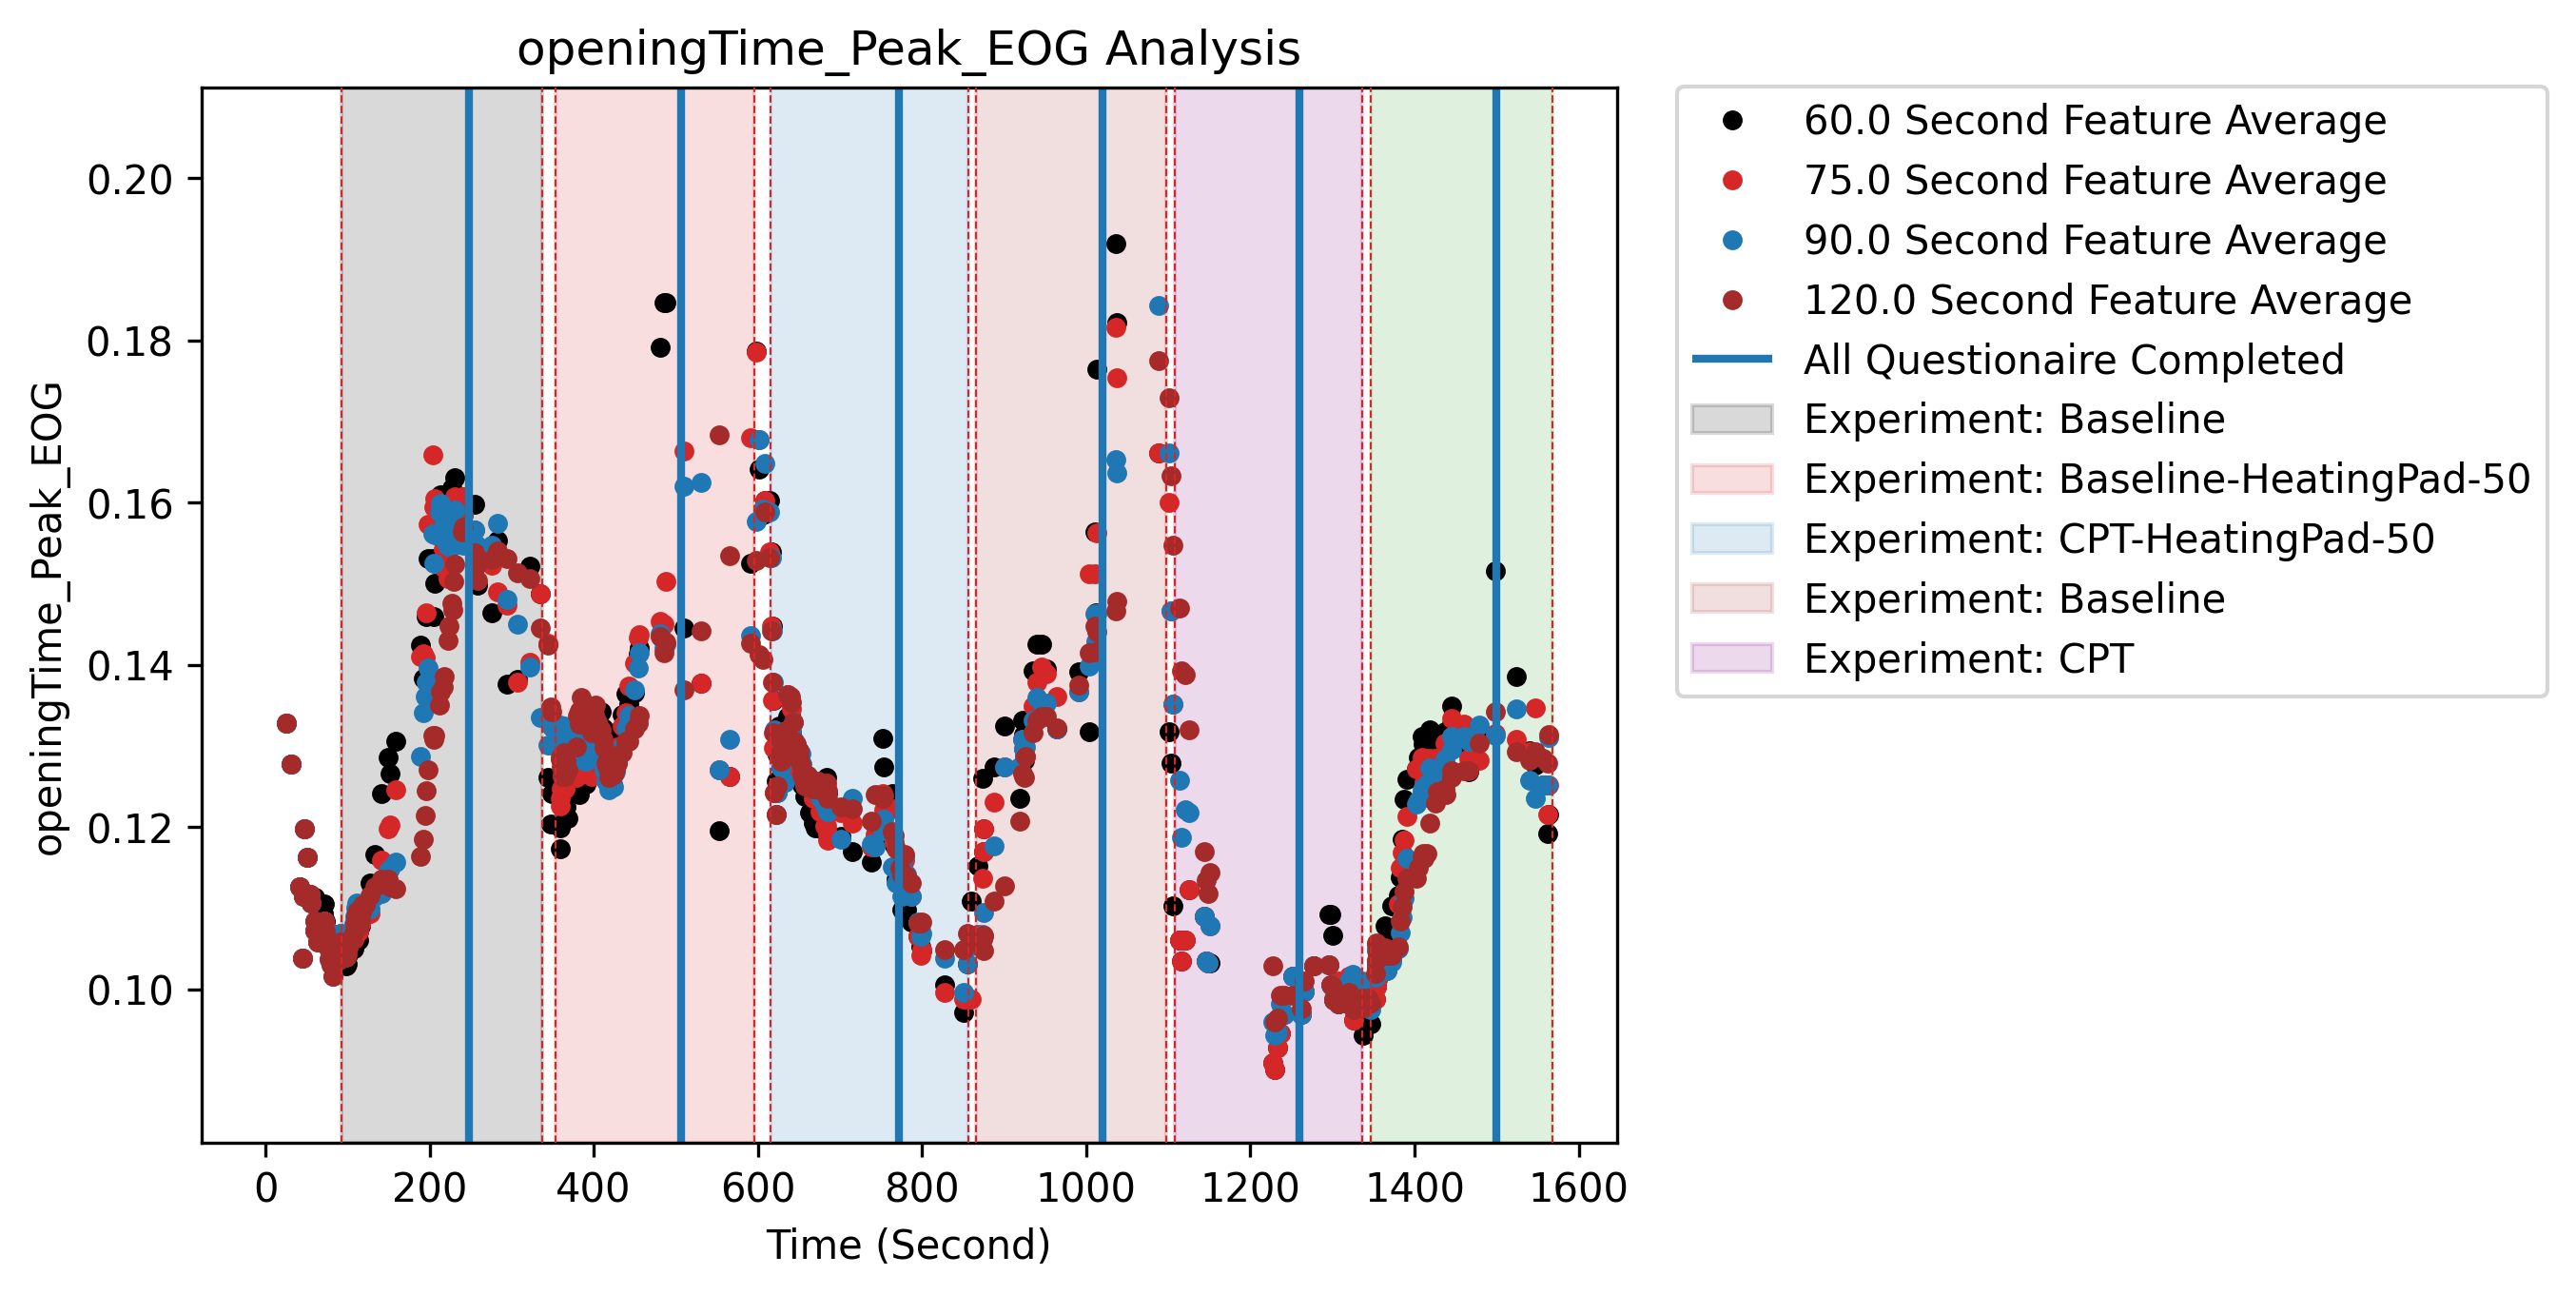 openingTime_Peak_EOG Analysis
openingTime_Peak_EOG
0.20
0.18
0.16
0.14
0.12
0.10
0 200 400 600 800 1000 1200 1400 1600
Time (Second)
60.0 Second Feature Average
75.0 Second Feature Average
90.0 Second Feature Average
120.0 Second Feature Average
All Questionaire Completed
Experiment: Baseline
Experiment: Baseline-HeatingPad-50
Experiment: CPT-HeatingPad-50
Experiment: Baseline
Experiment: CPT